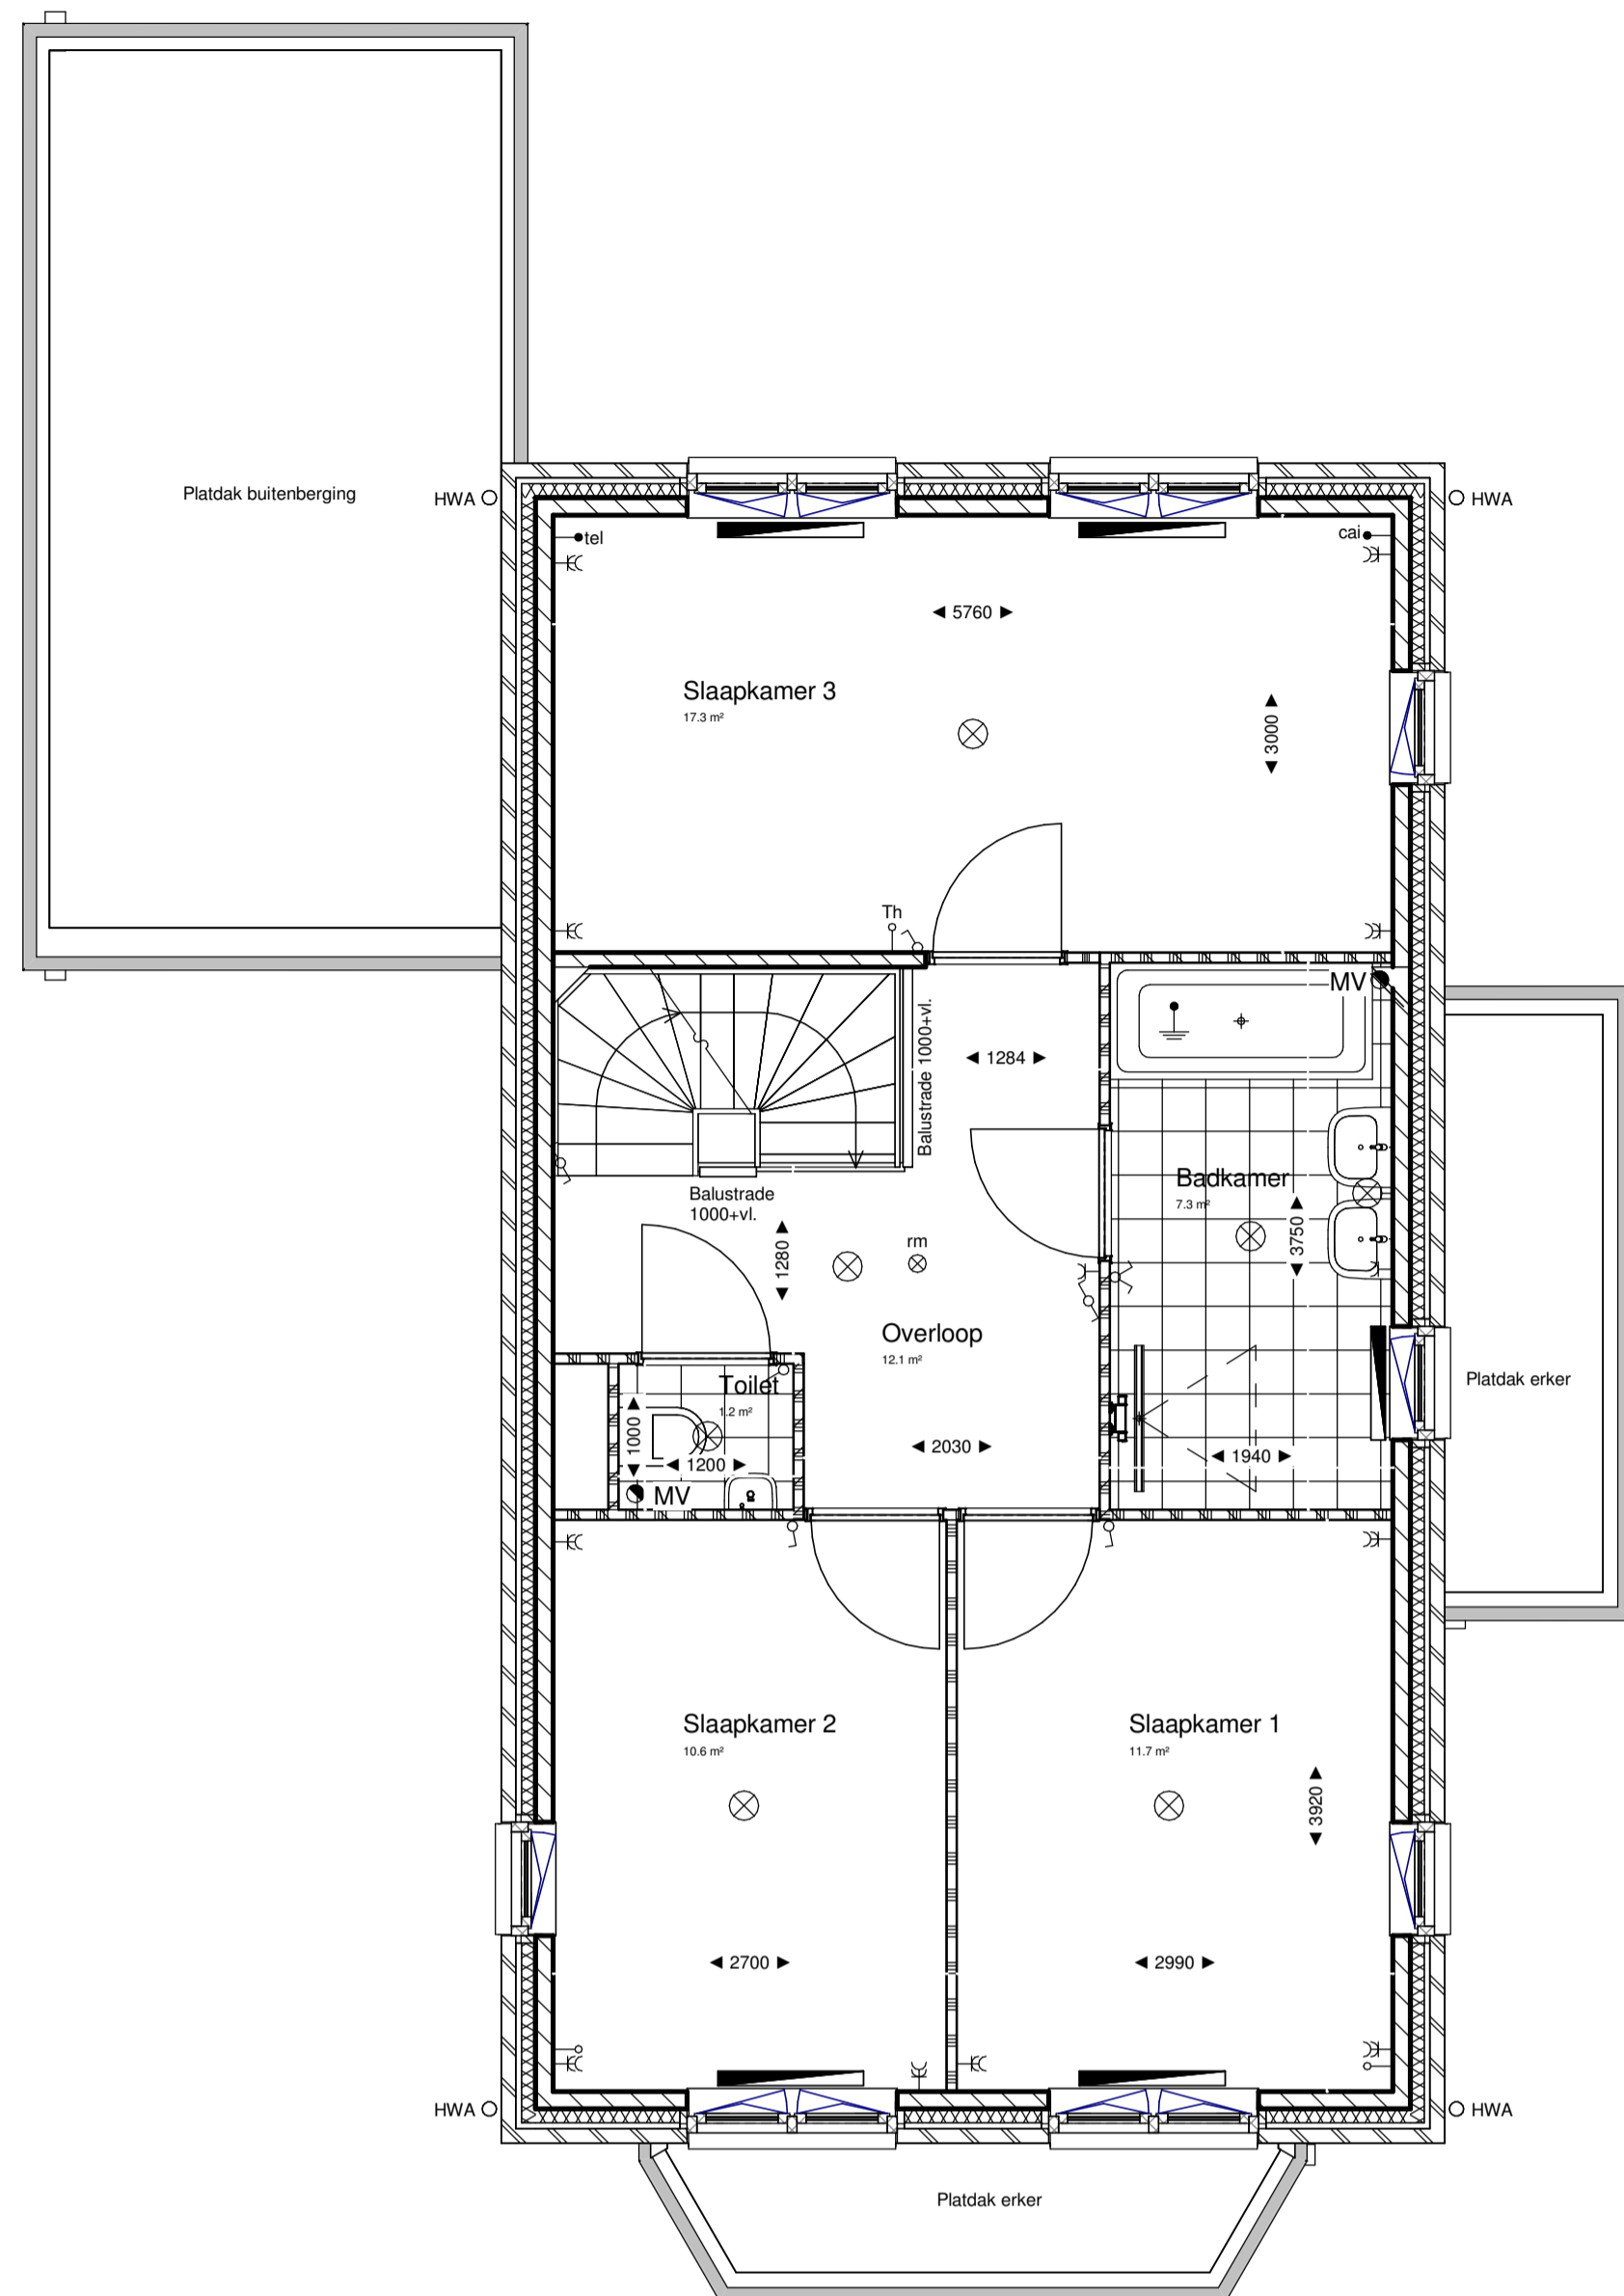 Platdak buitenberging
HWA
HWA
tel
cai
5760
Slaapkamer 3
17.3 m²
3000
Th
MV
Balustrade 1000+vl.
1284
Badkamer
7.3 m²
3750
Balustrade
1000+vl.
1280
rm
Overloop
12.1 m²
Toilet
1.2 m²
1000
1200
MV
2030
1940
Platdak erker
Slaapkamer 2
10.6 m²
Slaapkamer 1
11.7 m²
3920
2700
2990
HWA
HWA
Platdak erker